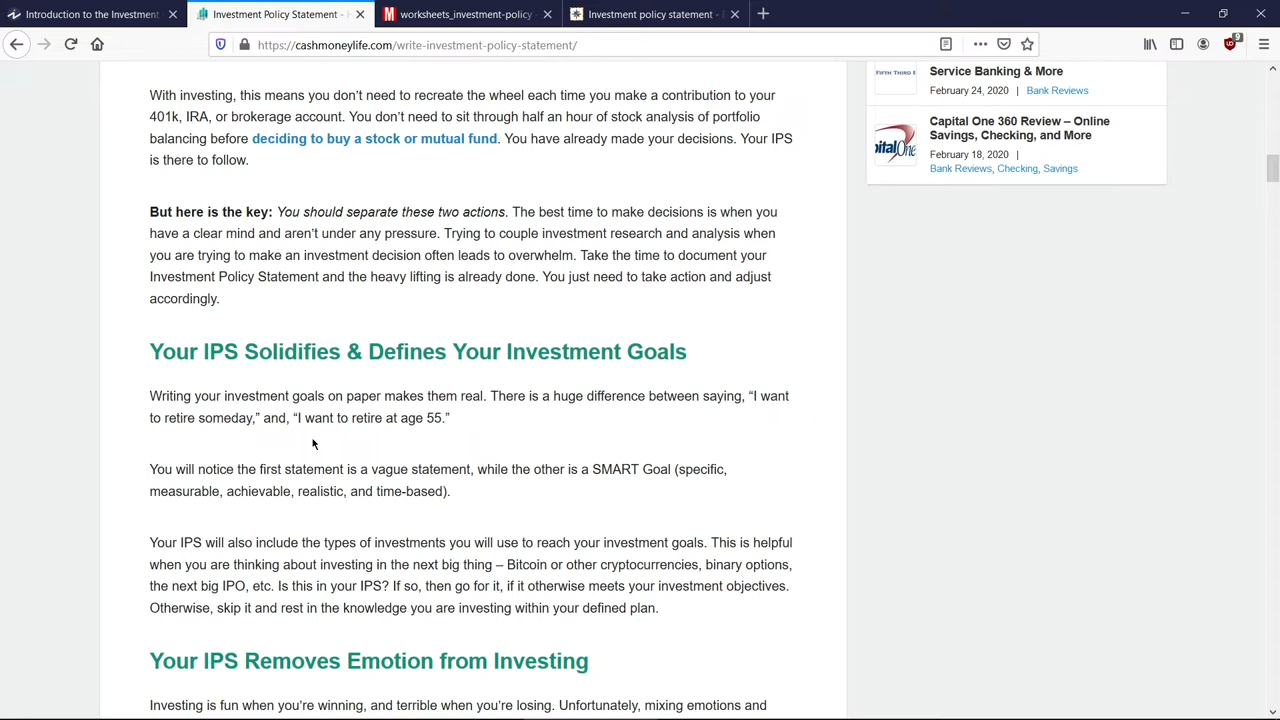 Introduction to the Investment
Investment Policy Statement -
worksheets_investment-policy
Investment policy statement -
https://cashmoneylife.com/write-investment-policy-statement/
9
With investing, this means you don’t need to recreate the wheel each time you make a contribution to your
401k, IRA, or brokerage account. You don’t need to sit through half an hour of stock analysis of portfolio
balancing before deciding to buy a stock or mutual fund. You have already made your decisions. Your IPS
is there to follow.
But here is the key: You should separate these two actions. The best time to make decisions is when you
have a clear mind and aren’t under any pressure. Trying to couple investment research and analysis when
you are trying to make an investment decision often leads to overwhelm. Take the time to document your
Investment Policy Statement and the heavy lifting is already done. You just need to take action and adjust
accordingly.
Your IPS Solidifies & Defines Your Investment Goals
Writing your investment goals on paper makes them real. There is a huge difference between saying, “I want
to retire someday,” and, “I want to retire at age 55.”
You will notice the first statement is a vague statement, while the other is a SMART Goal (specific,
measurable, achievable, realistic, and time-based).
Your IPS will also include the types of investments you will use to reach your investment goals. This is helpful
when you are thinking about investing in the next big thing – Bitcoin or other cryptocurrencies, binary options,
the next big IPO, etc. Is this in your IPS? If so, then go for it, if it otherwise meets your investment objectives.
Otherwise, skip it and rest in the knowledge you are investing within your defined plan.
Your IPS Removes Emotion from Investing
Investing is fun when you’re winning, and terrible when you’re losing. Unfortunately, mixing emotions and
FIFTH THIRD
Service Banking & More
February 24, 2020 | Bank Reviews
pitalOne
Capital One 360 Review – Online
Savings, Checking, and More
February 18, 2020 |
Bank Reviews, Checking, Savings